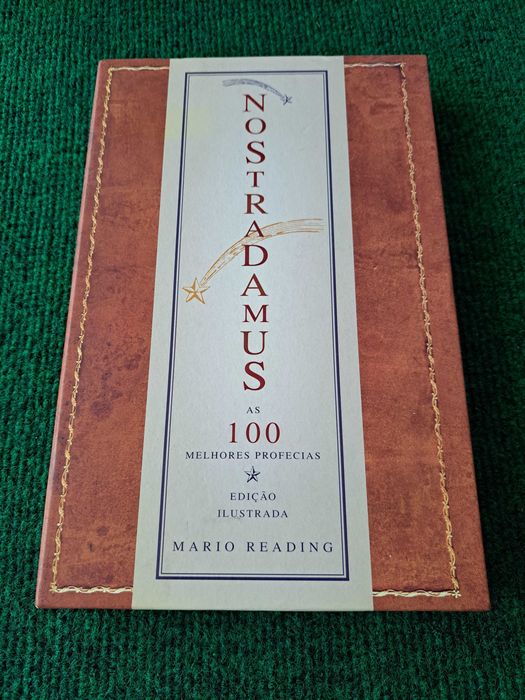 NOSTRADAMUS
AS
100
MELHORES PROFECIAS
EDIÇÃO
ILUSTRADA
MARIO READING